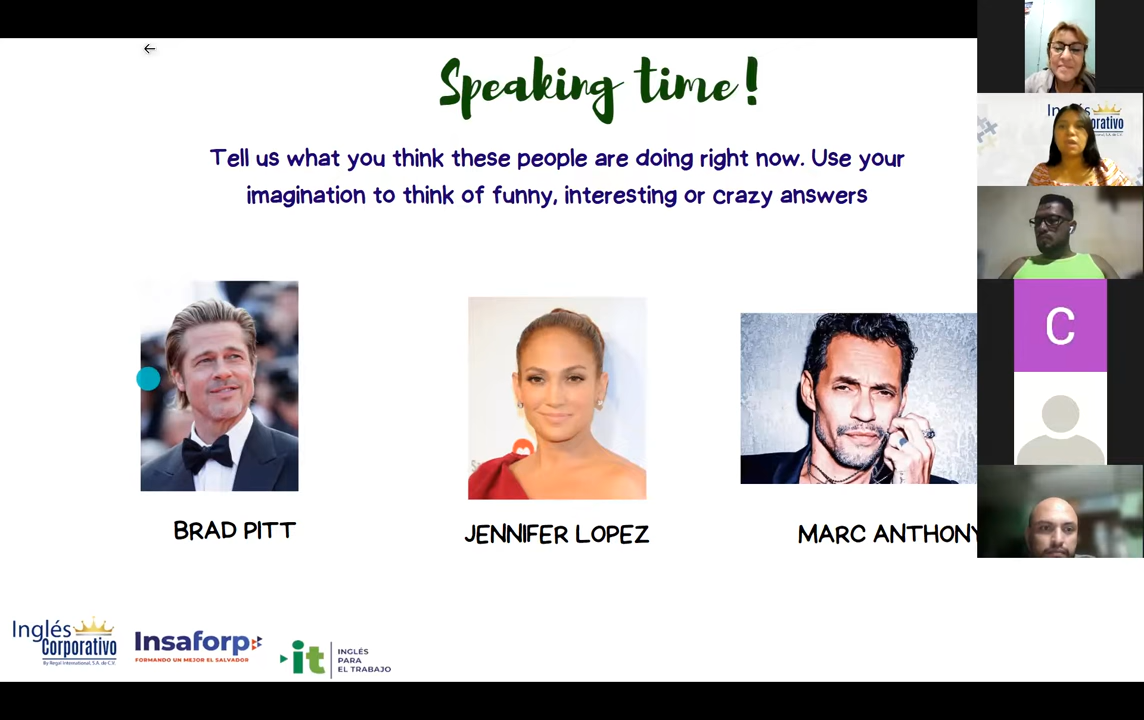 Speaking time!
Tell us what you think these people are doing right now. Use your
imagination to think of funny, interesting or crazy answers
BRAD PITT
JENNIFER LOPEZ
MARC ANTHONY
Inglés
Corporativo
By Regal International, S.A. de C.V.
Insaforp
FORMANDO UN MEJOR EL SALVADOR
it
INGLÉS
PARA
EL TRABAJO
C